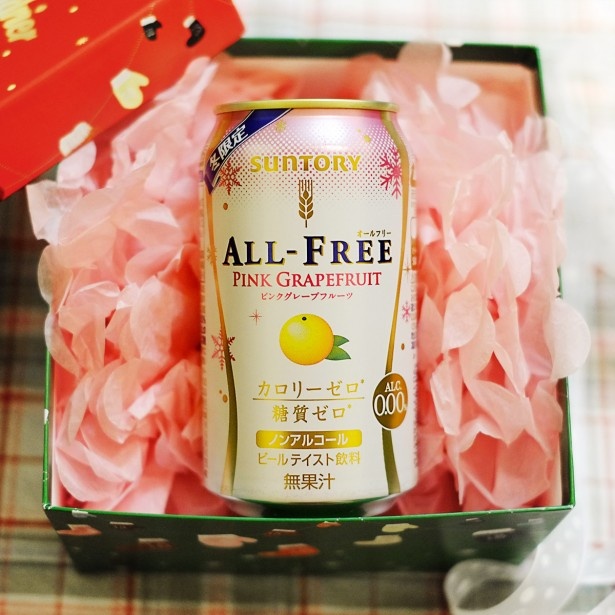 冬限定
SUNTORY
オールフリー
ALL-FREE
PINK GRAPEFRUIT
ピンクグレープフルーツ
カロリーゼロ*
糖質ゼロ*
ALC.
0.00%
ノンアルコール
ビールテイスト飲料
無果汁